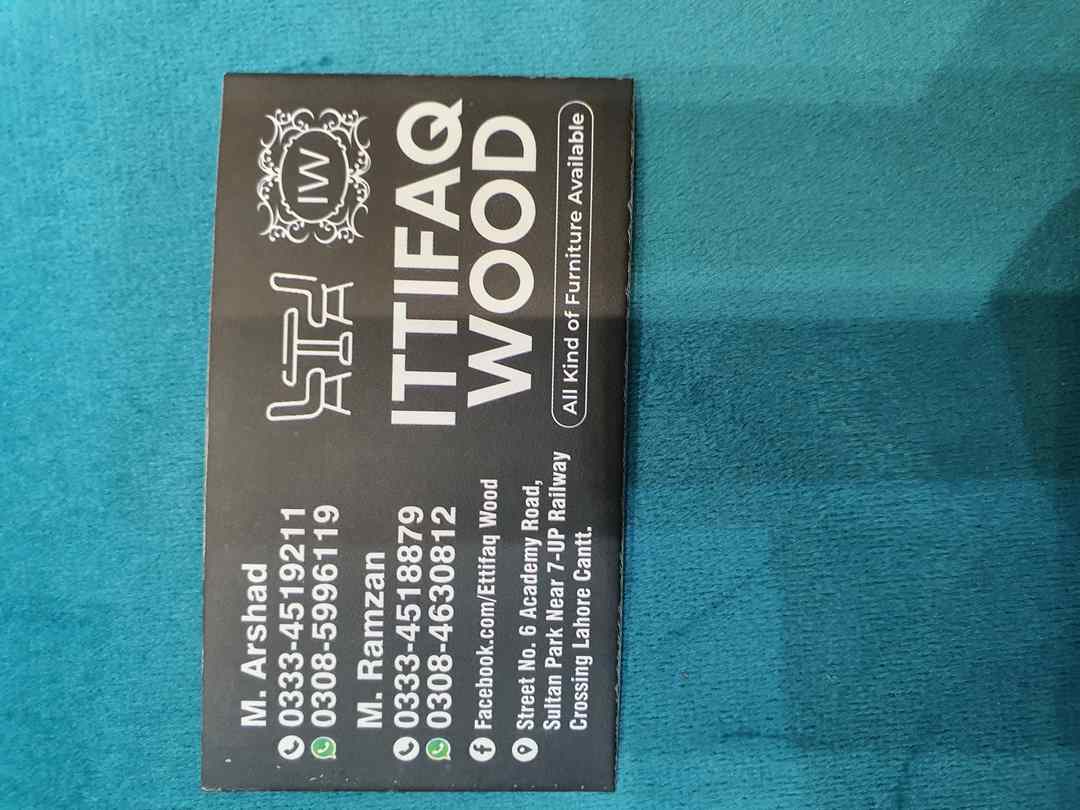 M. Arshad
0333-4519211
0308-5996119
M. Ramzan
0333-4518879
0308-4630812
Facebook.com/Ettifaq Wood
Street No. 6 Academy Road,
Sultan Park Near 7-UP Railway
Crossing Lahore Cantt.
IW
ITTIFAQ
WOOD
All Kind of Furniture Available